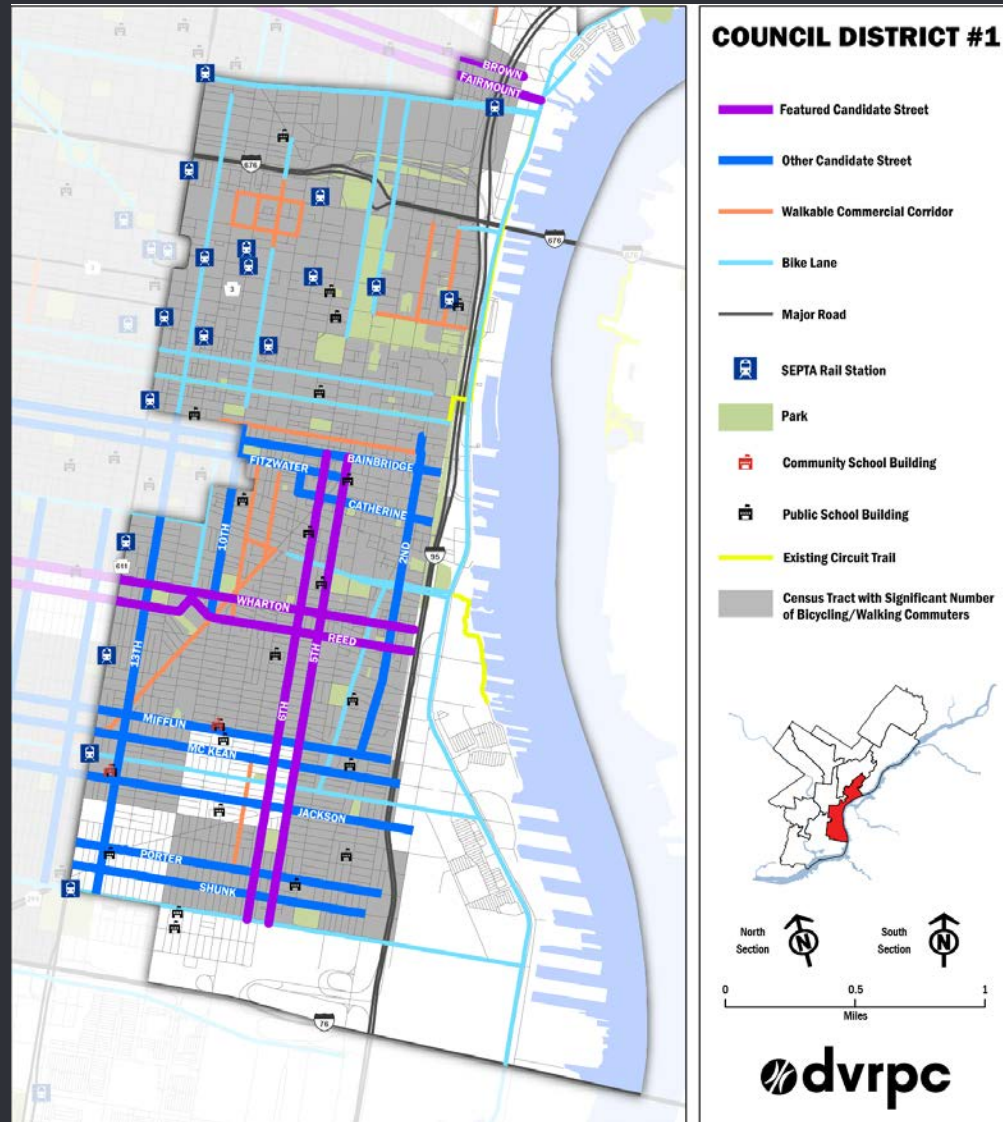 BROWN
FAIRMOUNT
676
676
3
BAINBRIDGE
FITZWATER
CATHERINE
10TH
2ND
95
611
WHARTON
REED
13TH
5TH
6TH
MIFFLIN
MC KEAN
JACKSON
PORTER
SHUNK
76
COUNCIL DISTRICT #1
Featured Candidate Street
Other Candidate Street
Walkable Commercial Corridor
Bike Lane
Major Road
SEPTA Rail Station
Park
Community School Building
Public School Building
Existing Circuit Trail
Census Tract with Significant Number
of Bicycling/Walking Commuters
North
Section
N
South
Section
N
0 0.5 1
Miles
dvrpc